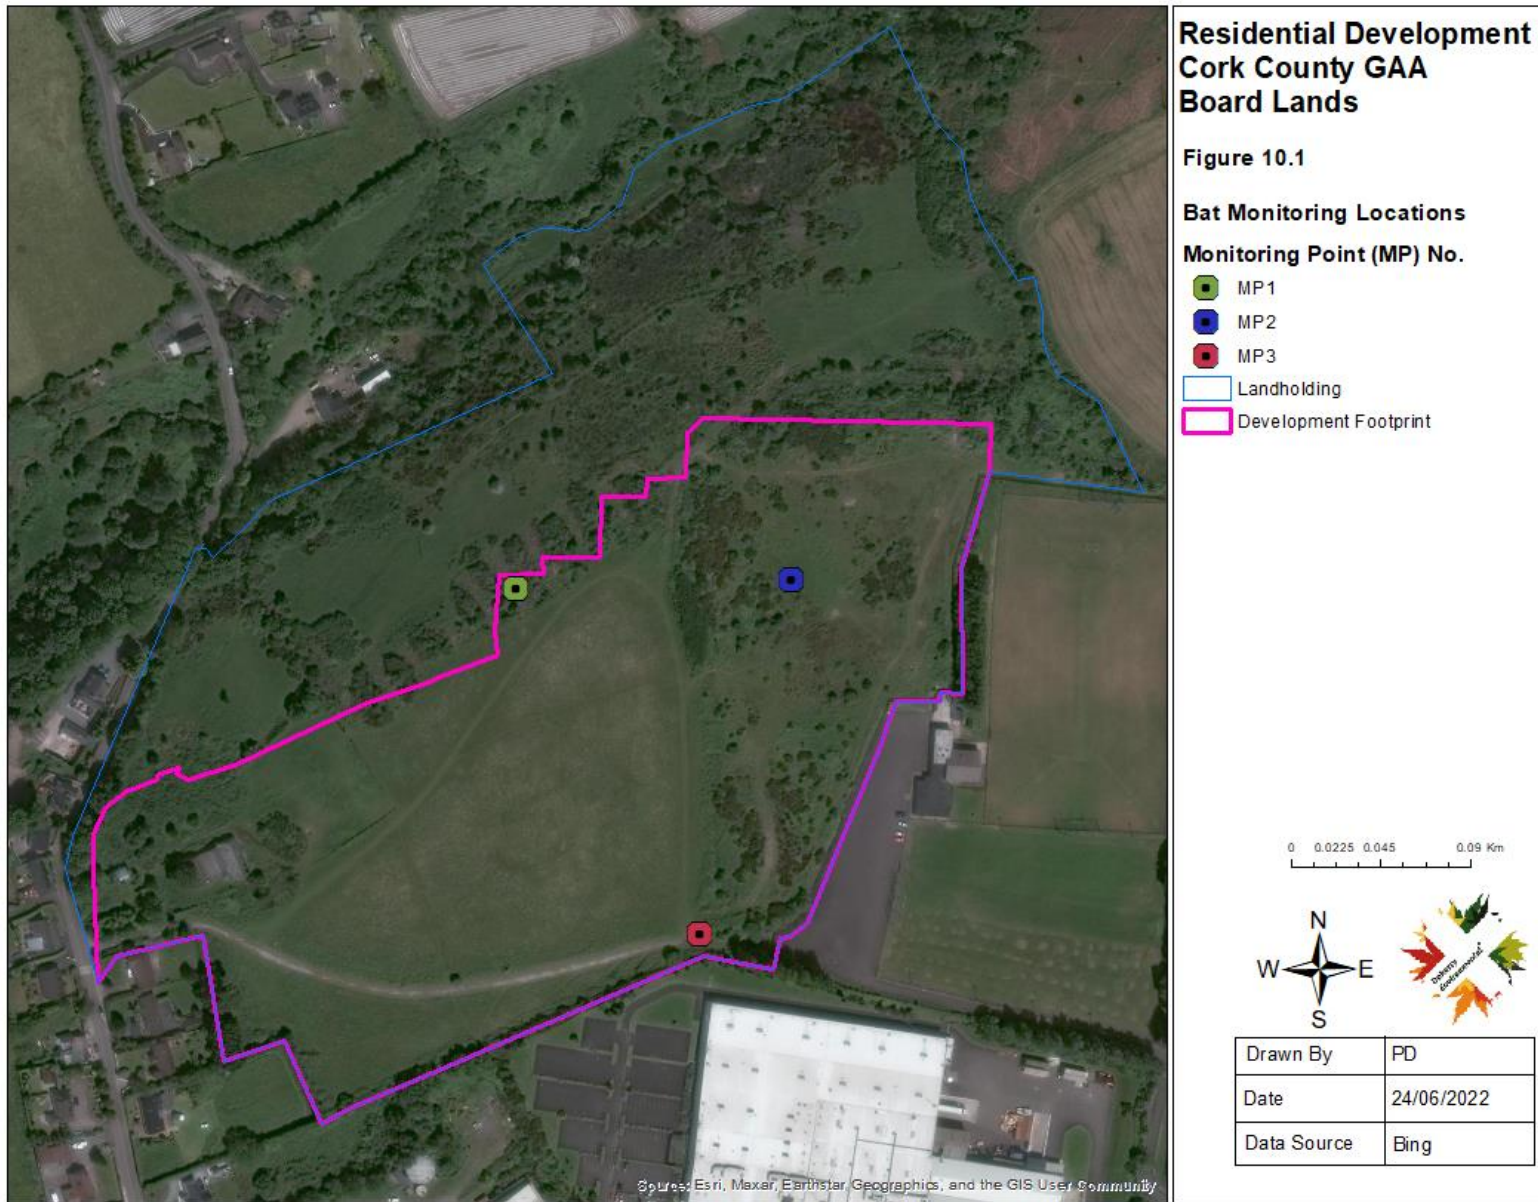 Residential Development
Cork County GAA
Board Lands
Figure 10.1
Bat Monitoring Locations
Monitoring Point (MP) No.
MP1
MP2
MP3
Landholding
Development Footprint
0 0.0225 0.045 0.09 Km
N
W E
S
Doherty
Environmental
Drawn By PD
Date 24/06/2022
Data Source Bing
Source: Esri, Maxar, Earthstar Geographics, and the GIS User Community